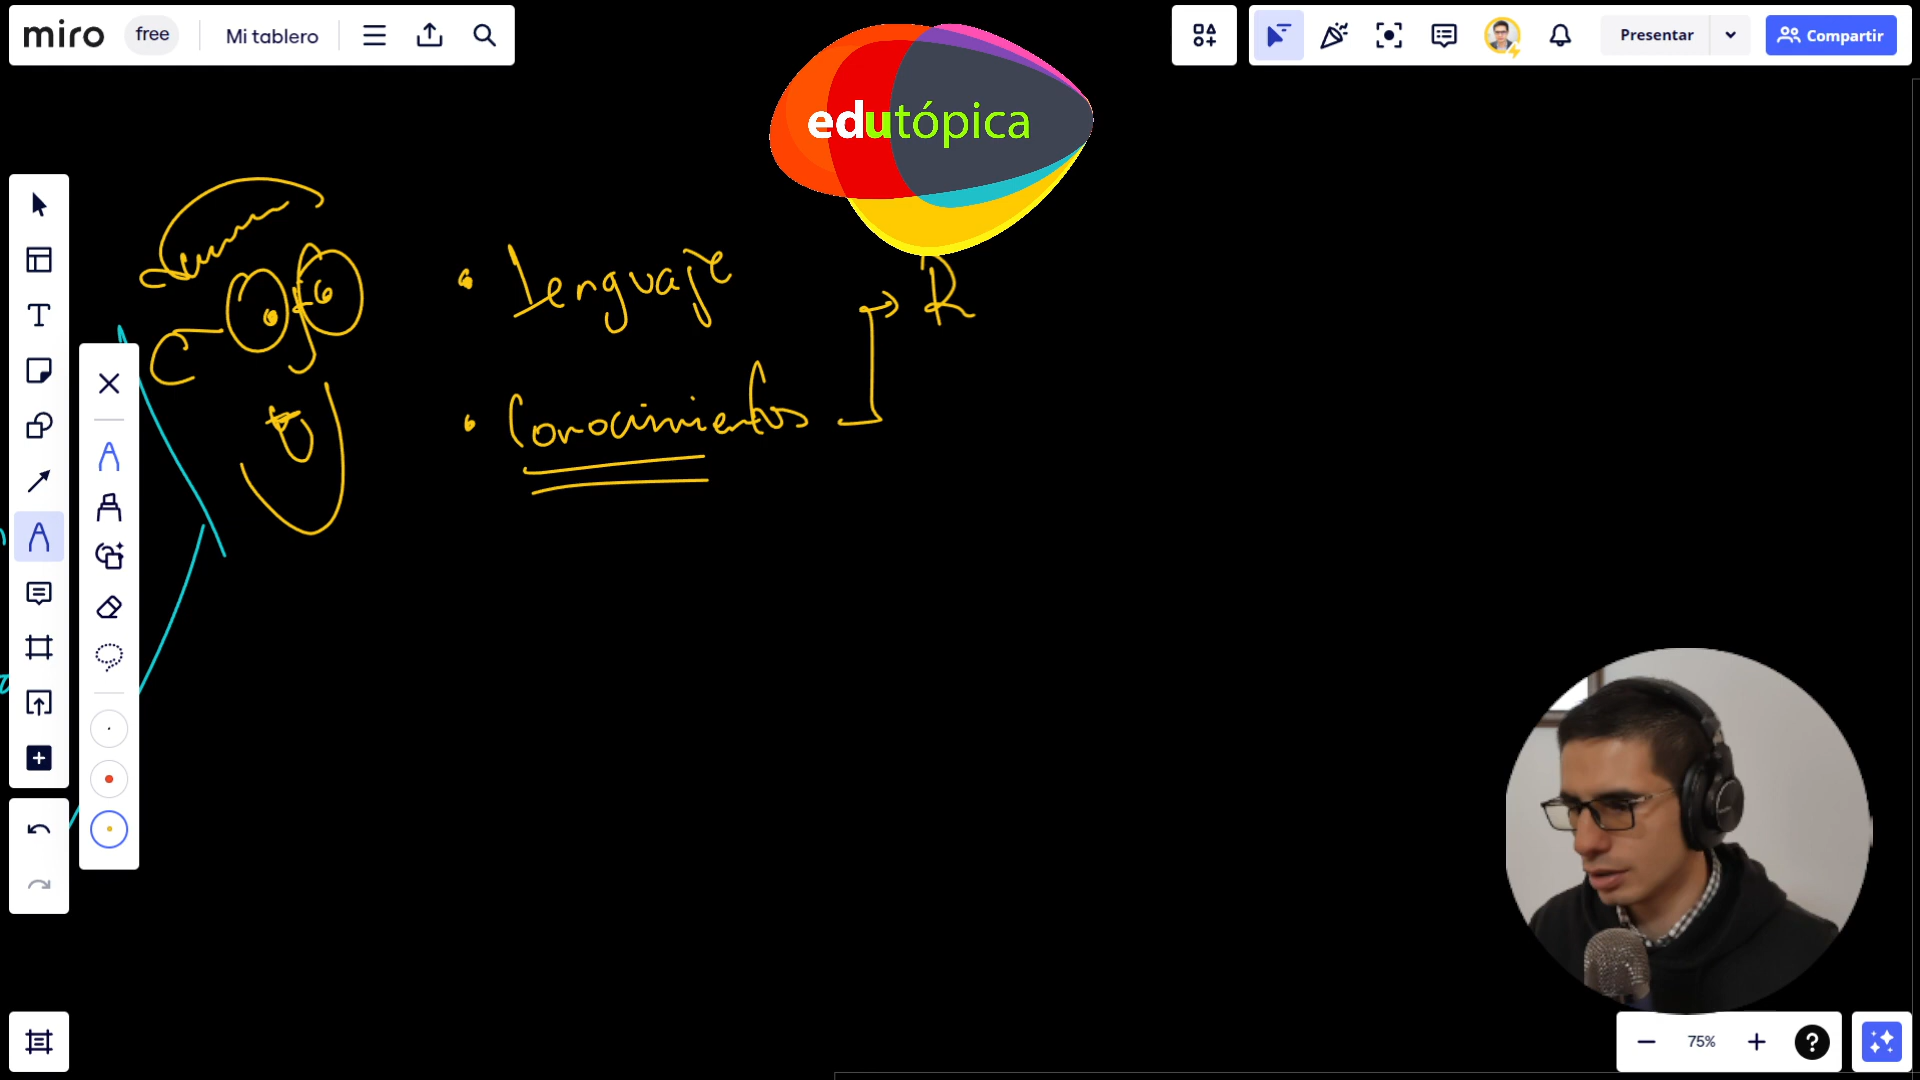 miro free Mi tablero
Presentar Compartir
edutópica
• Lenguaje
R
• Conocimientos
75%